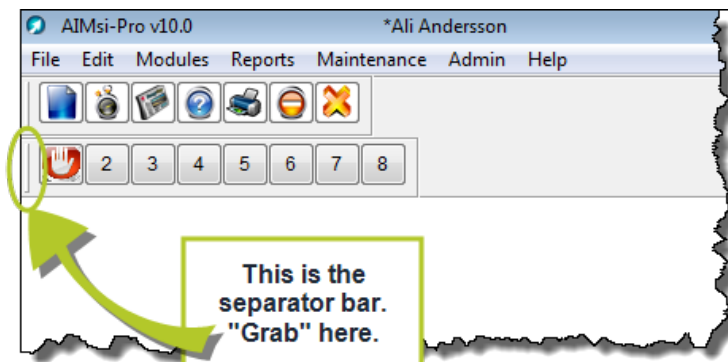 AIMsi-Pro v10.0 *Ali Andersson
File Edit Modules Reports Maintenance Admin Help
2 3 4 5 6 7 8
This is the
separator bar.
"Grab" here.